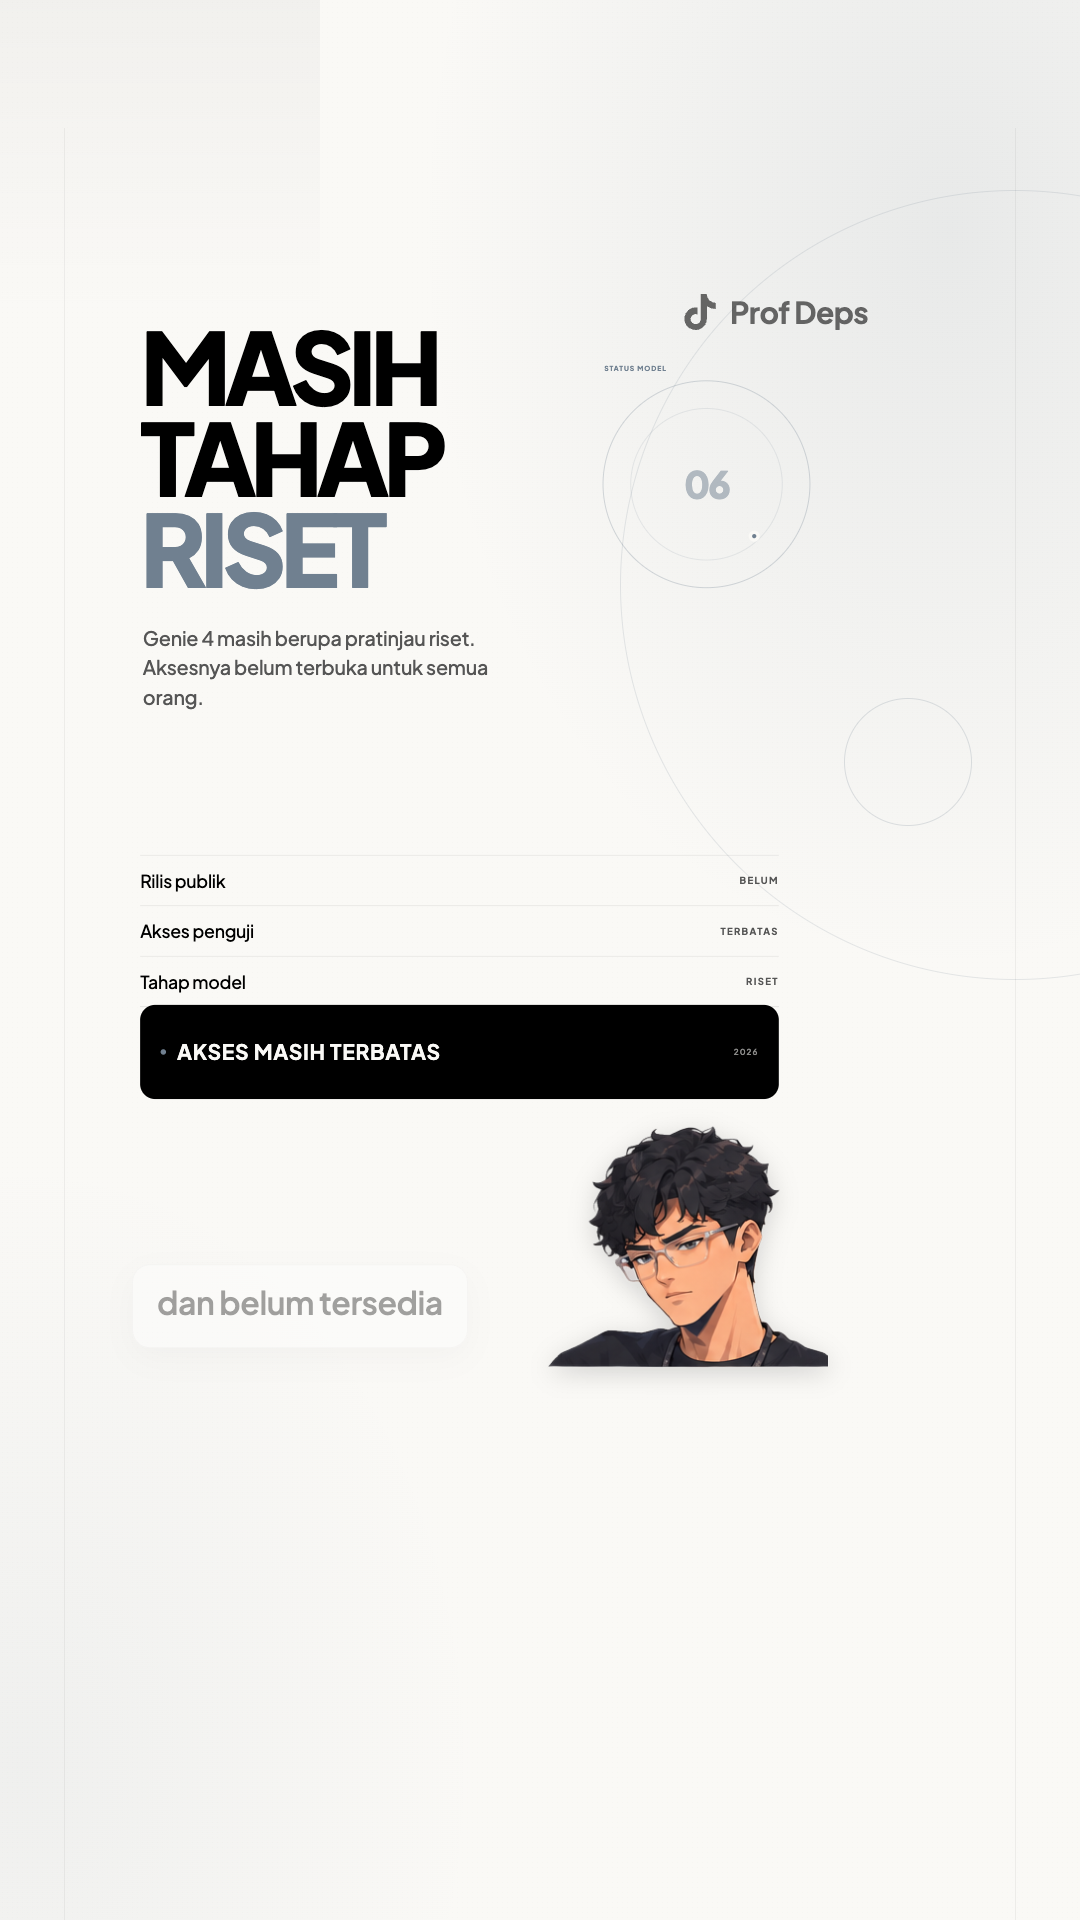 Prof Deps
MASIH
TAHAP
RISET
STATUS MODEL
06
Genie 4 masih berupa pratinjau riset.
Aksesnya belum terbuka untuk semua
orang.
Rilis publik BELUM
Akses penguji TERBATAS
Tahap model RISET
AKSES MASIH TERBATAS 2026
dan belum tersedia